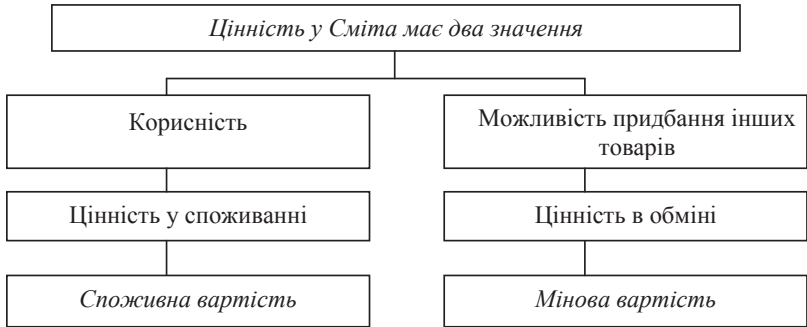 Цінність у Сміта має два значення
Корисність
Можливість придбання інших
товарів
Цінність у споживанні
Цінність в обміні
Споживна вартість
Мінова вартість